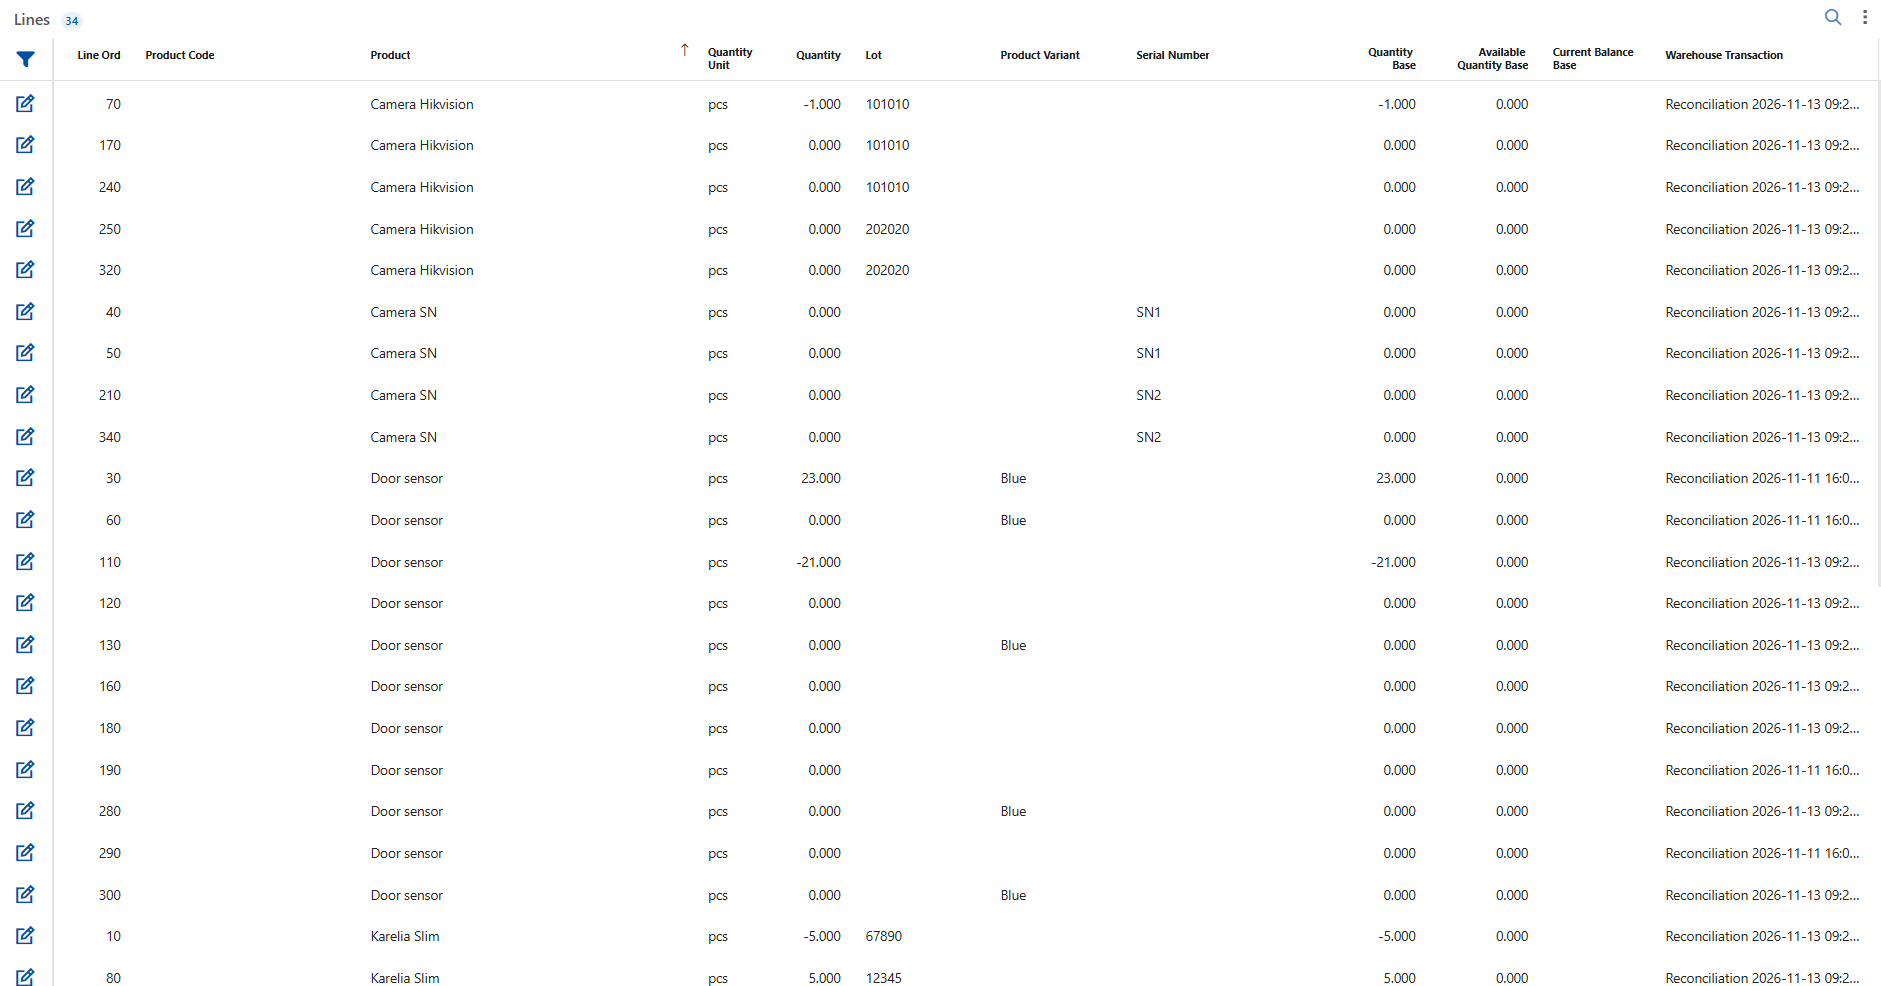 Lines 34
Line Ord Product Code Product ↑ Quantity Unit Quantity Lot Product Variant Serial Number Quantity Base Available Quantity Base Current Balance Base Warehouse Transaction
70 Camera Hikvision pcs -1.000 101010 -1.000 0.000 Reconciliation 2026-11-13 09:2...
170 Camera Hikvision pcs 0.000 101010 0.000 0.000 Reconciliation 2026-11-13 09:2...
240 Camera Hikvision pcs 0.000 101010 0.000 0.000 Reconciliation 2026-11-13 09:2...
250 Camera Hikvision pcs 0.000 202020 0.000 0.000 Reconciliation 2026-11-13 09:2...
320 Camera Hikvision pcs 0.000 202020 0.000 0.000 Reconciliation 2026-11-13 09:2...
40 Camera SN pcs 0.000 SN1 0.000 0.000 Reconciliation 2026-11-13 09:2...
50 Camera SN pcs 0.000 SN1 0.000 0.000 Reconciliation 2026-11-13 09:2...
210 Camera SN pcs 0.000 SN2 0.000 0.000 Reconciliation 2026-11-13 09:2...
340 Camera SN pcs 0.000 SN2 0.000 0.000 Reconciliation 2026-11-13 09:2...
30 Door sensor pcs 23.000 Blue 23.000 0.000 Reconciliation 2026-11-11 16:0...
60 Door sensor pcs 0.000 Blue 0.000 0.000 Reconciliation 2026-11-11 16:0...
110 Door sensor pcs -21.000 -21.000 0.000 Reconciliation 2026-11-13 09:2...
120 Door sensor pcs 0.000 0.000 0.000 Reconciliation 2026-11-13 09:2...
130 Door sensor pcs 0.000 Blue 0.000 0.000 Reconciliation 2026-11-13 09:2...
160 Door sensor pcs 0.000 0.000 0.000 Reconciliation 2026-11-13 09:2...
180 Door sensor pcs 0.000 0.000 0.000 Reconciliation 2026-11-13 09:2...
190 Door sensor pcs 0.000 0.000 0.000 Reconciliation 2026-11-11 16:0...
280 Door sensor pcs 0.000 Blue 0.000 0.000 Reconciliation 2026-11-13 09:2...
290 Door sensor pcs 0.000 0.000 0.000 Reconciliation 2026-11-11 16:0...
300 Door sensor pcs 0.000 Blue 0.000 0.000 Reconciliation 2026-11-13 09:2...
10 Karelia Slim pcs -5.000 67890 -5.000 0.000 Reconciliation 2026-11-13 09:2...
80 Karelia Slim pcs 5.000 12345 5.000 0.000 Reconciliation 2026-11-13 09:2...